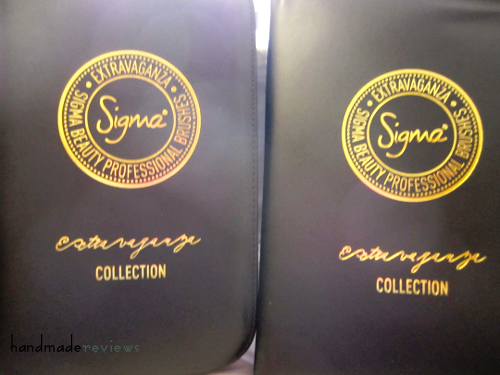 EXTRAVAGANZA
Sigma
SIGMA BEAUTY PROFESSIONAL BRUSHES
extravaganza
COLLECTION
EXTRAVAGANZA
Sigma
SIGMA BEAUTY PROFESSIONAL BRUSHES
extravaganza
COLLECTION
handmadereviews